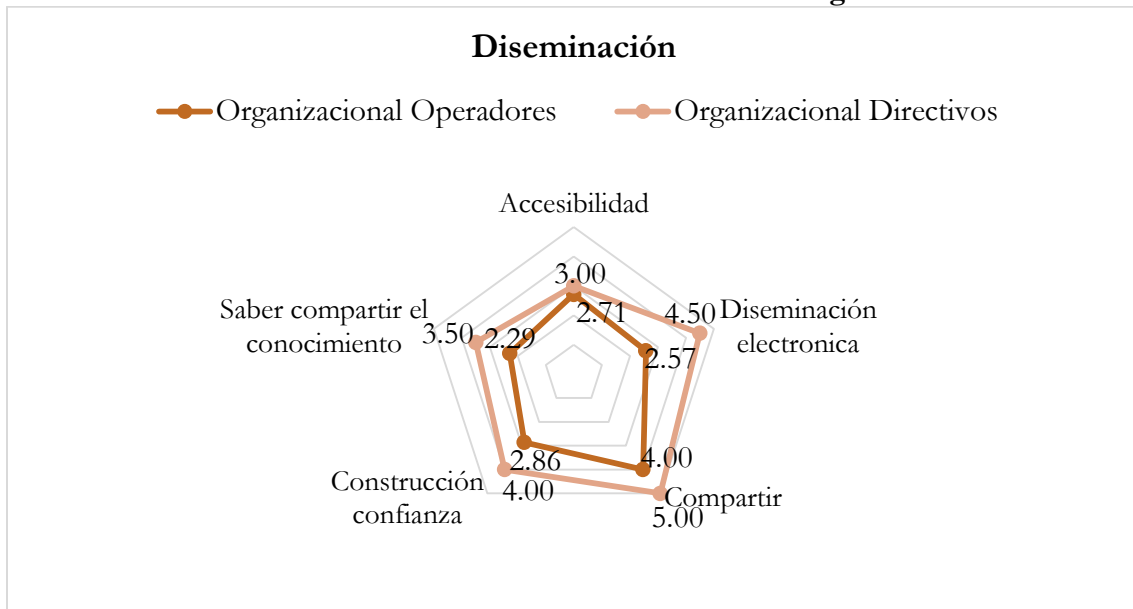 Diseminación
Organizacional Operadores
Organizacional Directivos
Accesibilidad
3.00
2.71
Diseminación
electronica
4.50
2.57
Compartir
4.00
5.00
Construcción
confianza
2.86
4.00
Saber compartir el
conocimiento
3.50
2.29